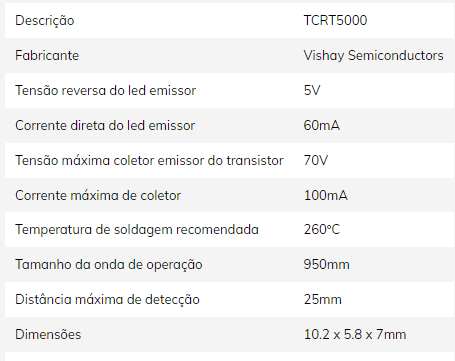 Descrição TCRT5000
Fabricante Vishay Semiconductors
Tensão reversa do led emissor 5V
Corrente direta do led emissor 60mA
Tensão máxima coletor emissor do transistor 70V
Corrente máxima de coletor 100mA
Temperatura de soldagem recomendada 260ºC
Tamanho da onda de operação 950mm
Distância máxima de detecção 25mm
Dimensões 10.2 x 5.8 x 7mm